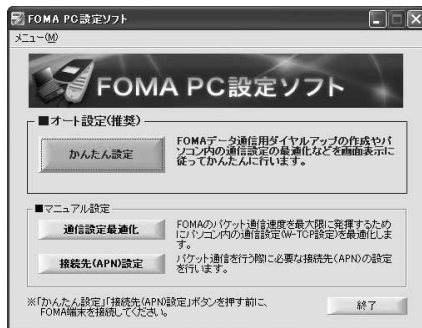 FOMA PC設定ソフト
メニュー(M)
FOMA PC設定ソフト
■オート設定(推奨)
かんたん設定
FOMAデータ通信用ダイヤルアップの作成やパ
ソコン内の通信設定の最適化などを画面表示に
従ってかんたんに行います。
■マニュアル設定
通信設定最適化
FOMAのパケット通信速度を最大限に発揮するため
にパソコン内の通信設定(W-TCP設定)を最適化しま
す。
接続先(APN)設定
パケット通信を行う際に必要な接続先(APN)の設定
を行います。
※「かんたん設定」「接続先(APN)設定」ボタンを押す前に、
FOMA端末を接続してください。
終了